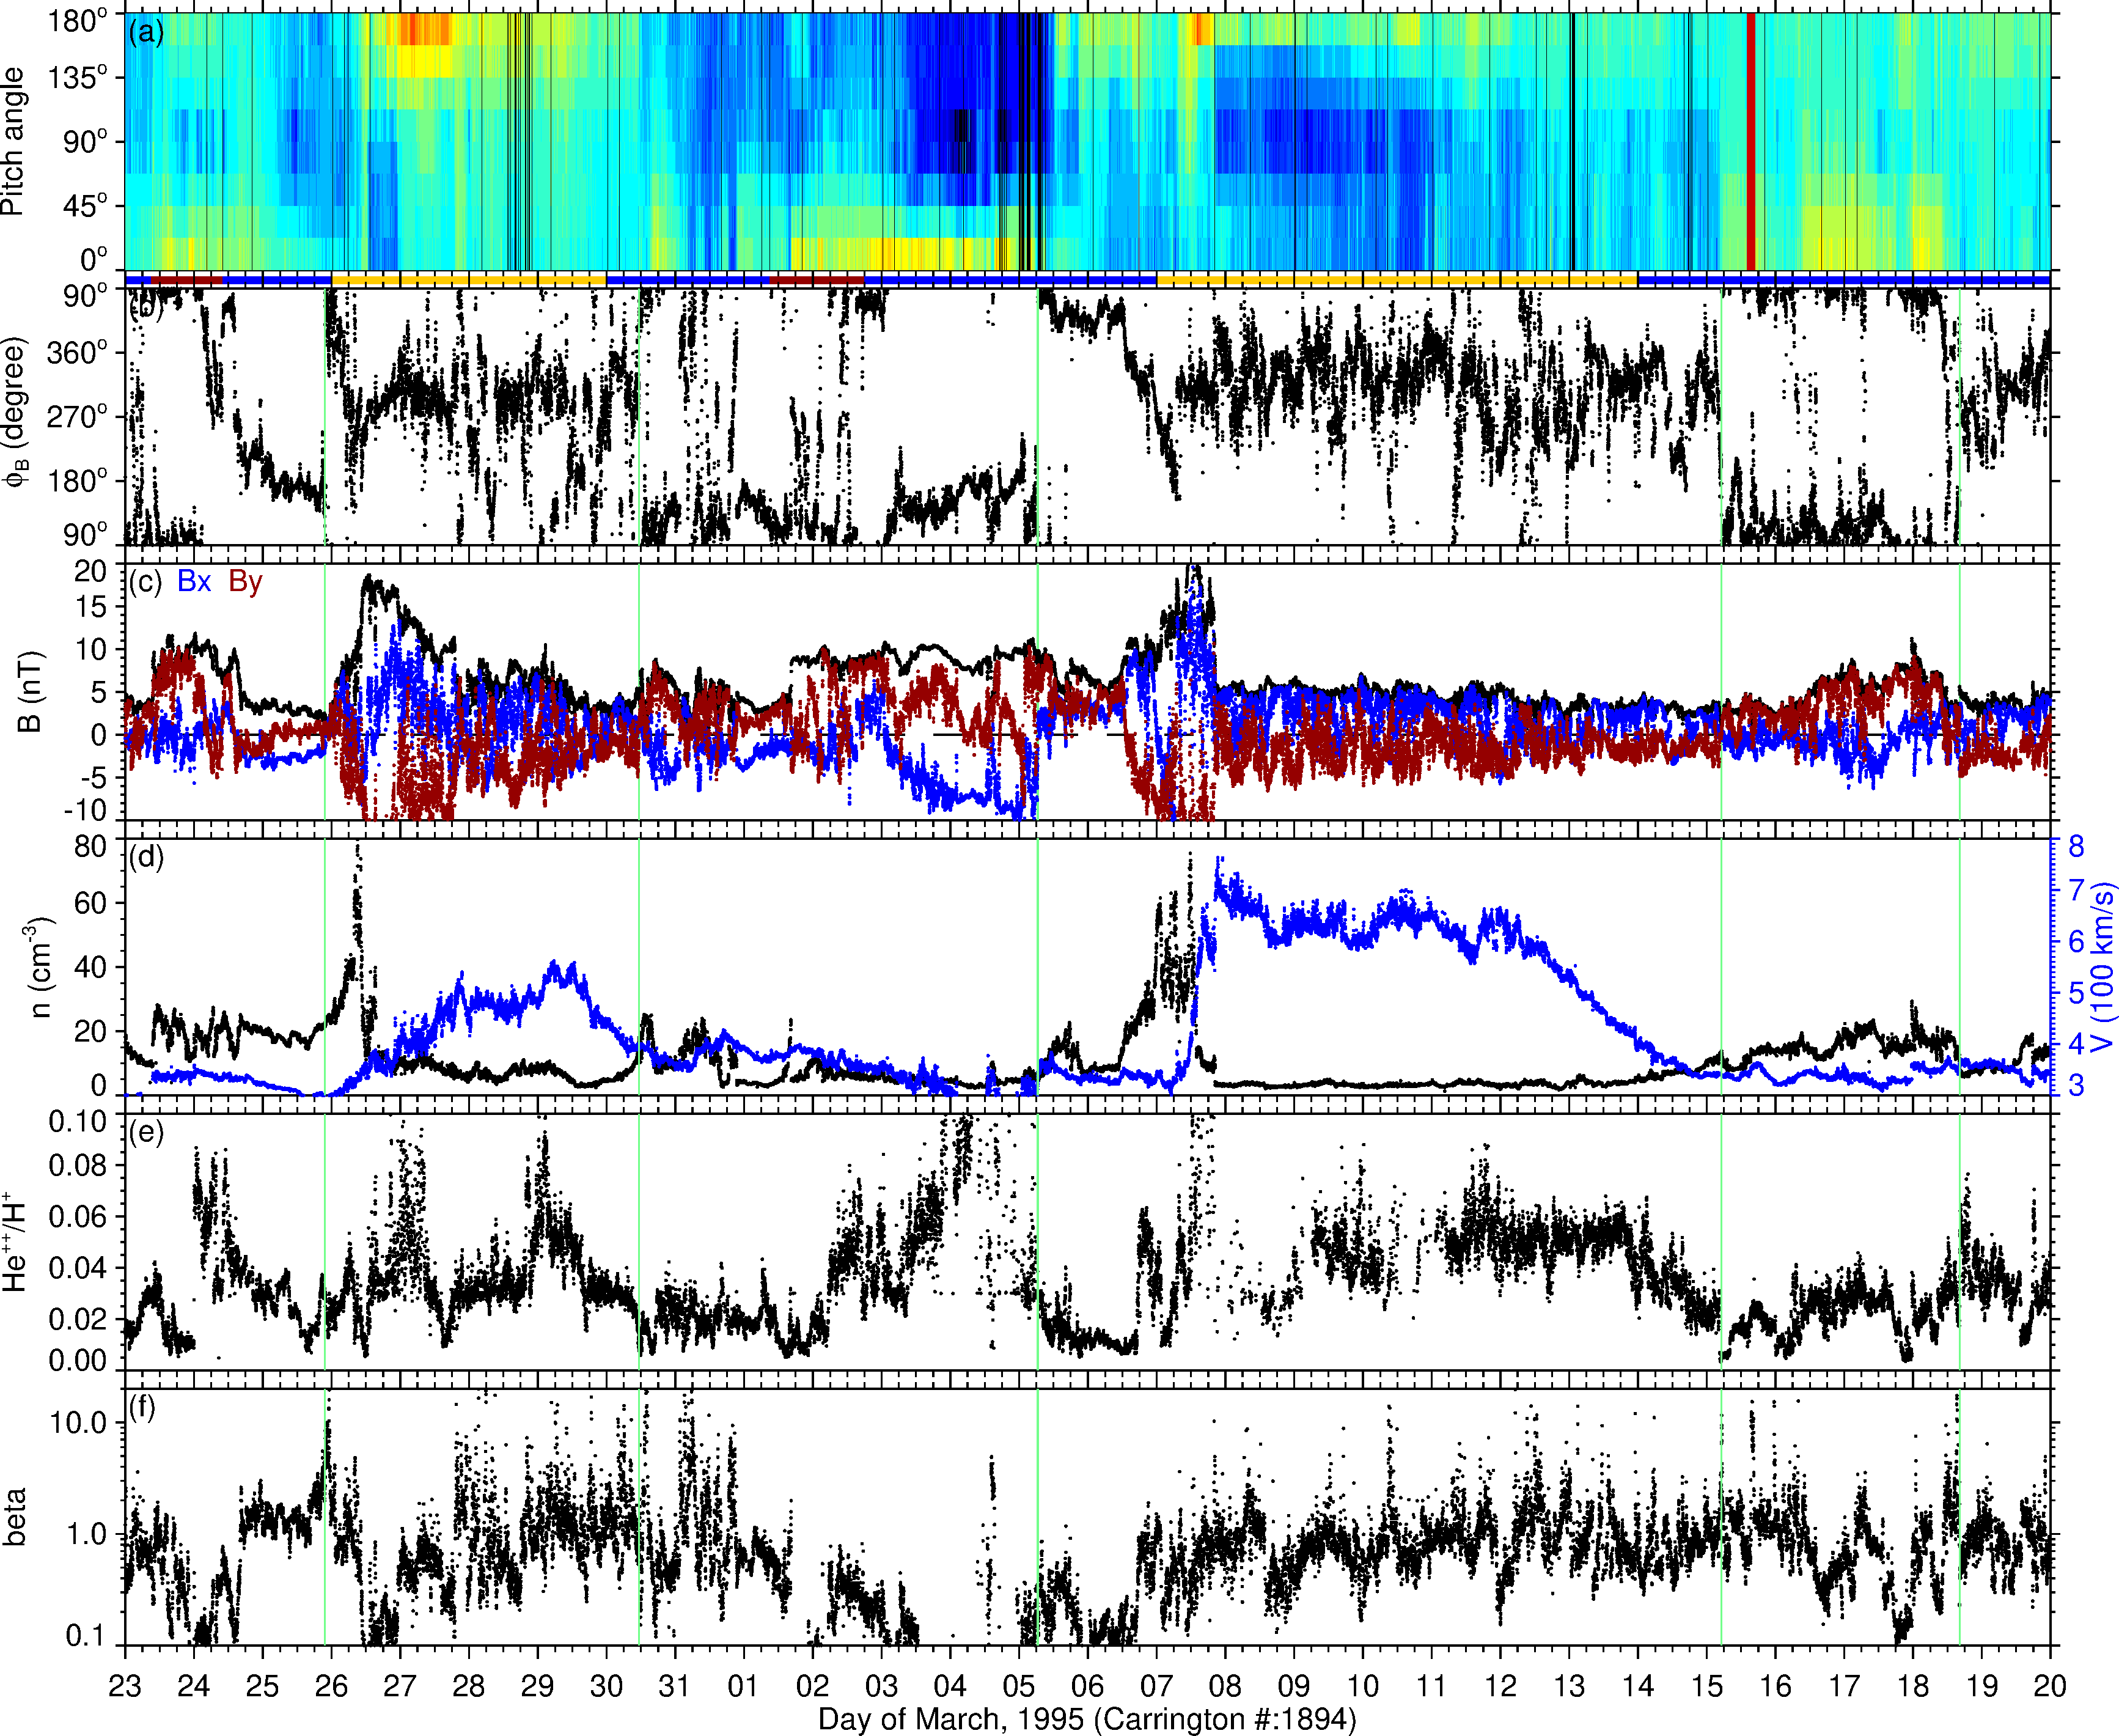 (a)
Pitch angle
180°
135°
90°
45°
0°
(b)
ϕB (degree)
90°
360°
270°
180°
90°
(c) Bx By
B (nT)
20
15
10
5
0
-5
-10
(d)
n (cm-3)
80
60
40
20
0
8
7
6
5
4
3
V (100 km/s)
(e)
He++/H+
0.10
0.08
0.06
0.04
0.02
0.00
(f)
beta
10.0
1.0
0.1
23 24 25 26 27 28 29 30 31 01 02 03 04 05 06 07 08 09 10 11 12 13 14 15 16 17 18 19 20
Day of March, 1995 (Carrington #:1894)